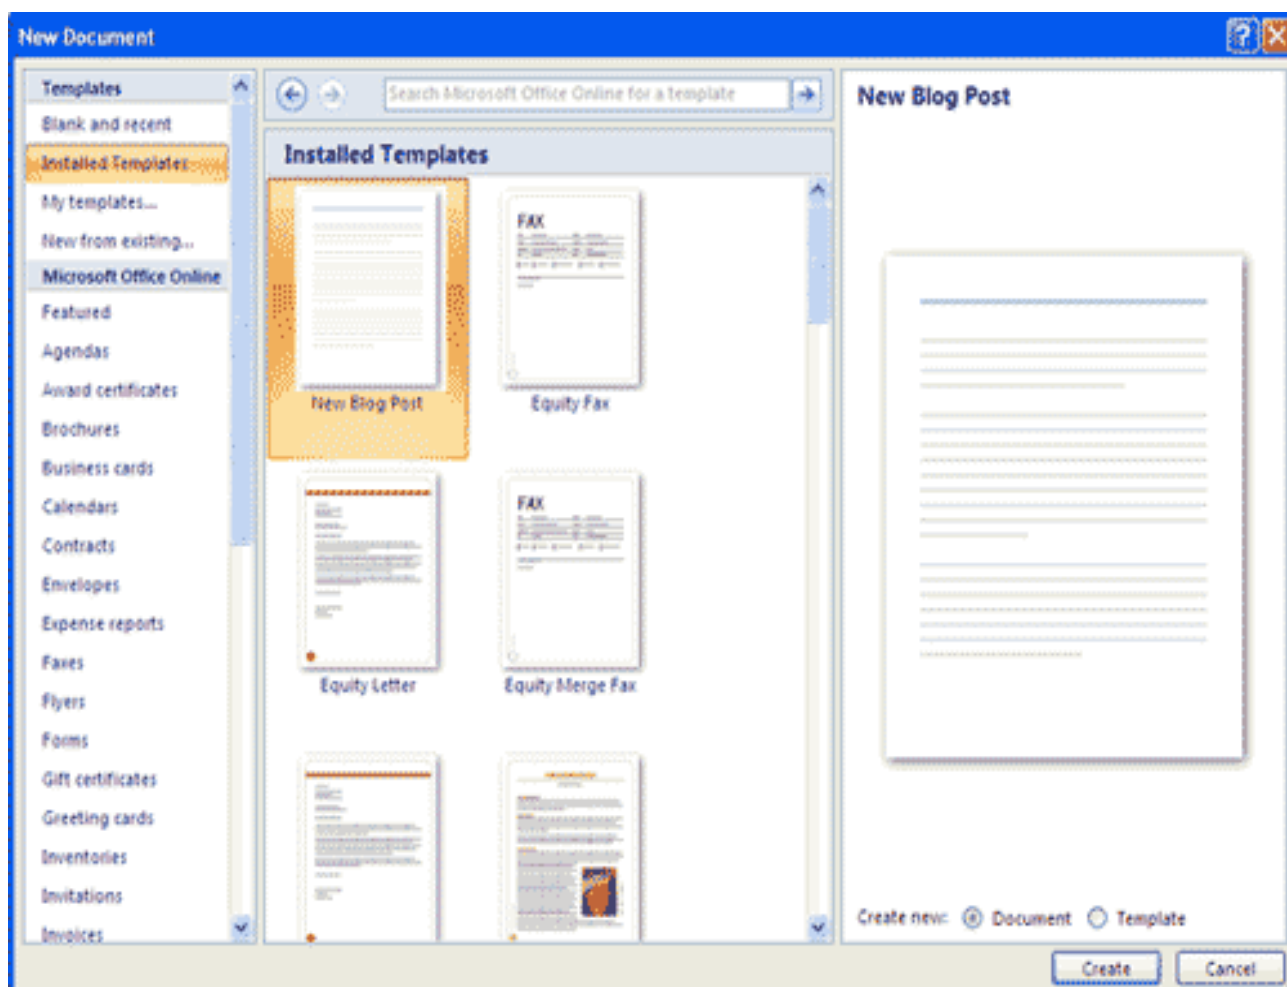 New Document
Templates
Blank and recent
Installed Templates
My templates...
New from existing...
Microsoft Office Online
Featured
Agendas
Award certificates
Brochures
Business cards
Calendars
Contracts
Envelopes
Expense reports
Faxes
Flyers
Forms
Gift certificates
Greeting cards
Inventories
Invitations
Invoices
Search Microsoft Office Online for a template
Installed Templates
FAX
FAX
New Blog Post
Equity Fax
Equity Letter
Equity Merge Fax
New Blog Post
Create new:
Document
Template
Create
Cancel